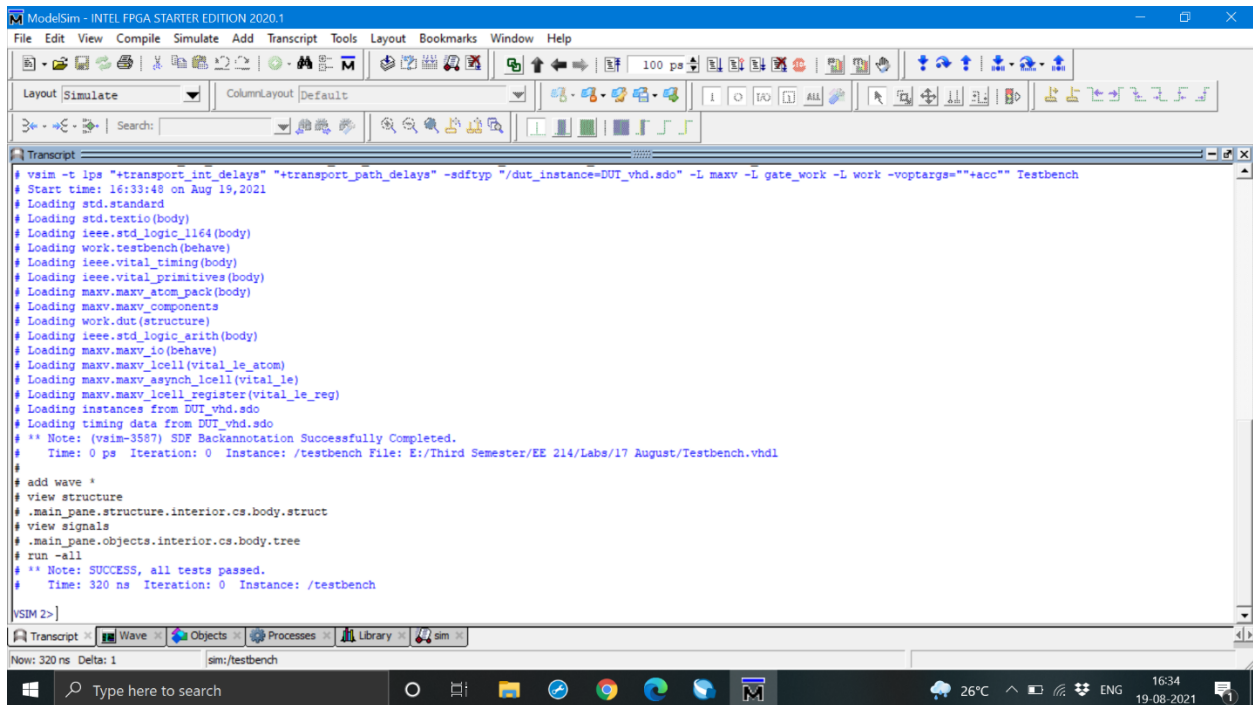 ModelSim - INTEL FPGA STARTER EDITION 2020.1
File Edit View Compile Simulate Add Transcript Tools Layout Bookmarks Window Help
100 ps
Layout Simulate
ColumnLayout Default
ALL
Search:
Transcript
# vsim -t 1ps "+transport_int_delays" "+transport_path_delays" -sdftyp "/dut_instance=DUT_vhd.sdo" -L maxv -L gate_work -L work -voptargs=""+acc"" Testbench
# Start time: 16:33:48 on Aug 19,2021
# Loading std.standard
# Loading std.textio(body)
# Loading ieee.std_logic_1164(body)
# Loading work.testbench(behave)
# Loading ieee.vital_timing(body)
# Loading ieee.vital_primitives(body)
# Loading maxv.maxv_atom_pack(body)
# Loading maxv.maxv_components
# Loading work.dut(structure)
# Loading ieee.std_logic_arith(body)
# Loading maxv.maxv_io(behave)
# Loading maxv.maxv_lcell(vital_le_atom)
# Loading maxv.maxv_asynch_lcell(vital_le)
# Loading maxv.maxv_lcell_register(vital_le_reg)
# Loading instances from DUT_vhd.sdo
# Loading timing data from DUT_vhd.sdo
# ** Note: (vsim-3587) SDF Backannotation Successfully Completed.
# Time: 0 ps Iteration: 0 Instance: /testbench File: E:/Third Semester/EE 214/Labs/17 August/Testbench.vhdl
#
# add wave *
# view structure
# .main_pane.structure.interior.cs.body.struct
# view signals
# .main_pane.objects.interior.cs.body.tree
# run -all
# ** Note: SUCCESS, all tests passed.
# Time: 320 ns Iteration: 0 Instance: /testbench
VSIM 2>
Transcript Wave Objects Processes Library sim
Now: 320 ns Delta: 1 sim:/testbench
Type here to search
26°C ENG 16:34
19-08-2021
1